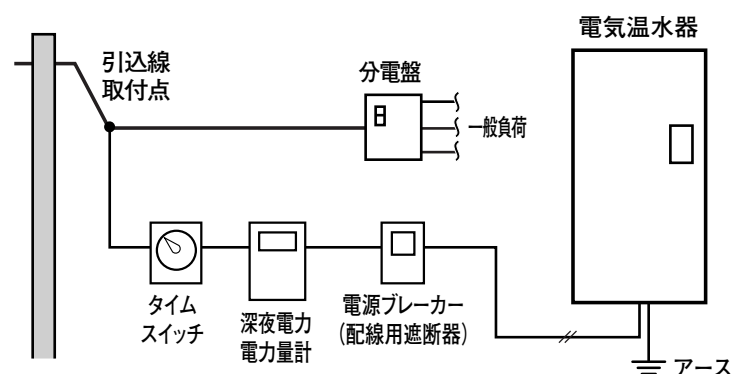 電気温水器
引込線
取付点
分電盤
一般負荷
タイム
スイッチ
深夜電力
電力量計
電源ブレーカー
(配線用遮断器)
アース